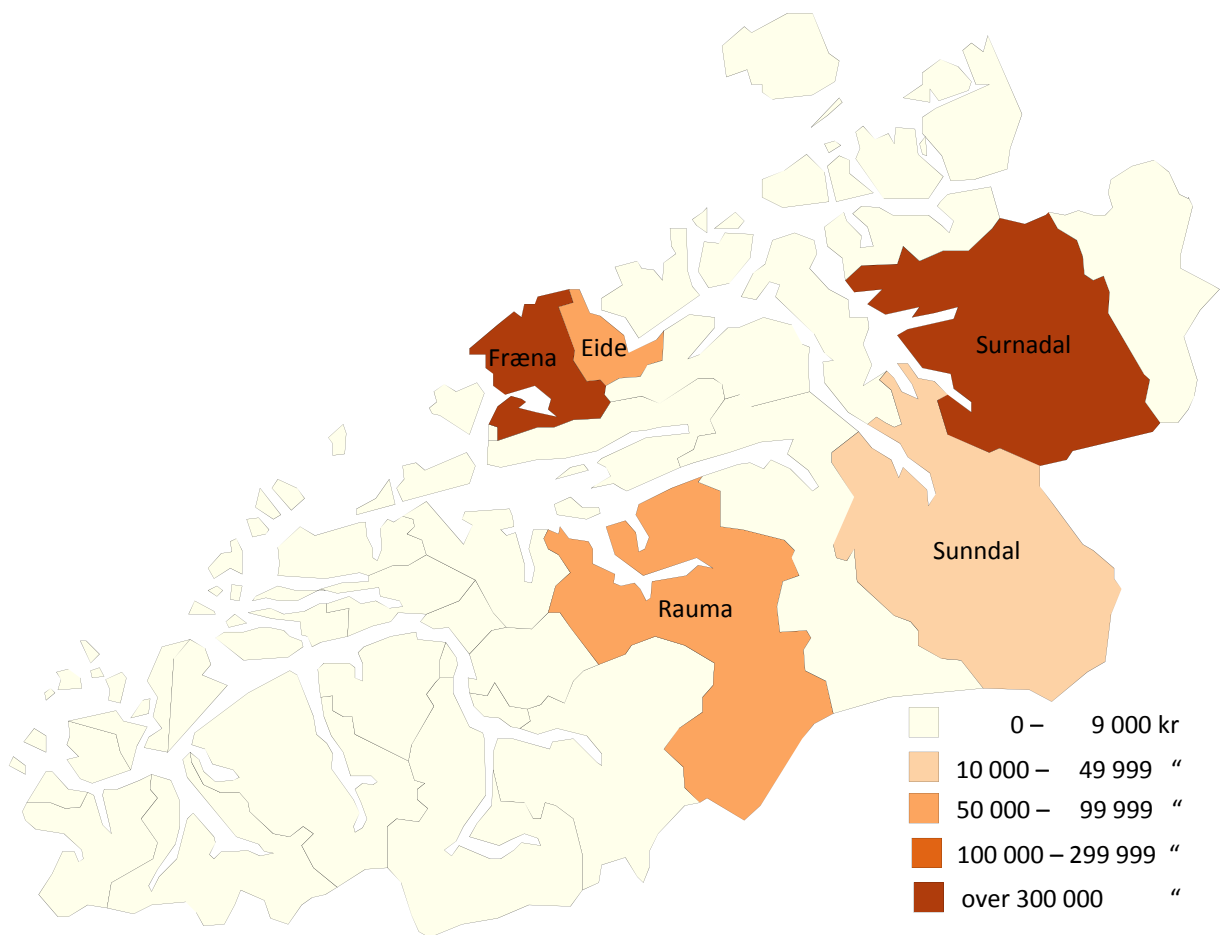 Surnadal
Eide
Fræna
Sunndal
Rauma
0 – 9 000 kr
10 000 – 49 999 “
50 000 – 99 999 “
100 000 – 299 999 “
over 300 000 “